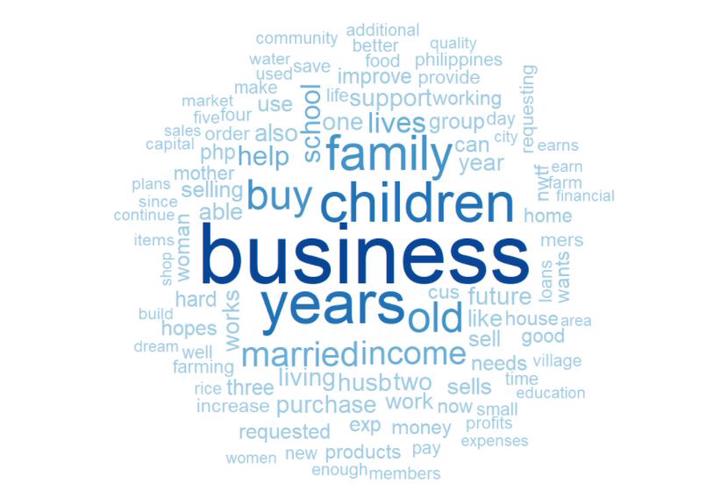 additional
community better quality
water save food philippines
used improve provide
make life support working requesting
market use school
five four one lives group day
sales order also can city earns
capital php help family year earn
mother nwtf farm
plans selling buy children financial
since able home
continue
items woman business mers
shop loans wants
hard years cus future
build works old like house area
hopes sell good
dream well married income needs village
farming living husb two time
rice three sells education
increase purchase work now small
requested exp money profits
expenses
women new products pay
enough members